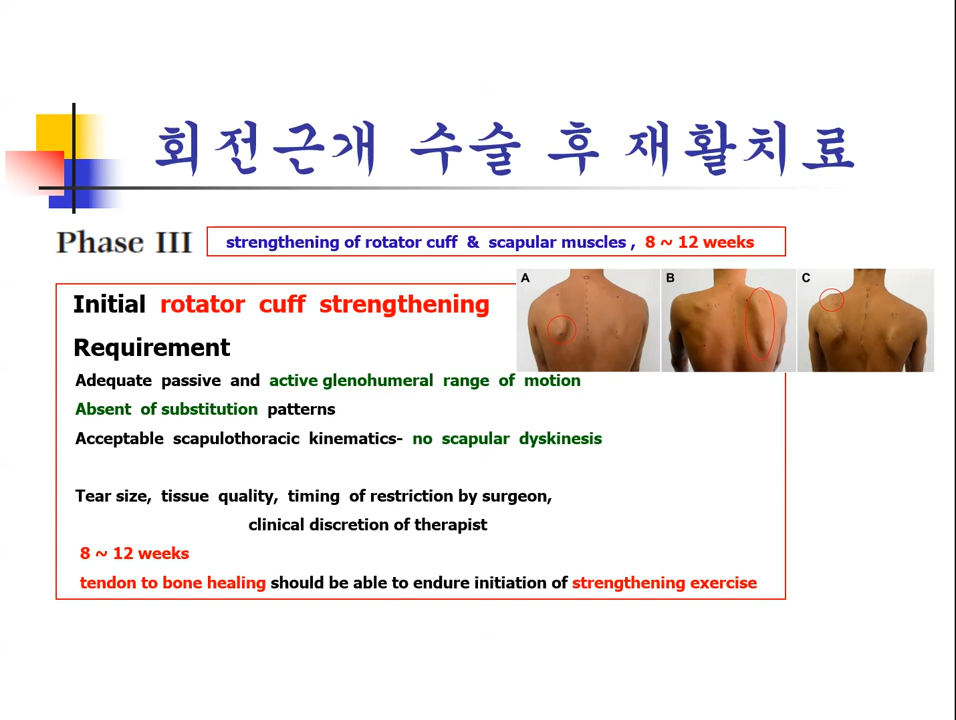 회전근개 수술 후 재활치료
Phase III
strengthening of rotator cuff & scapular muscles , 8 ~ 12 weeks
A
B
C
Initial rotator cuff strengthening
Requirement
Adequate passive and active glenohumeral range of motion
Absent of substitution patterns
Acceptable scapulothoracic kinematics- no scapular dyskinesis
Tear size, tissue quality, timing of restriction by surgeon,
clinical discretion of therapist
8 ~ 12 weeks
tendon to bone healing should be able to endure initiation of strengthening exercise